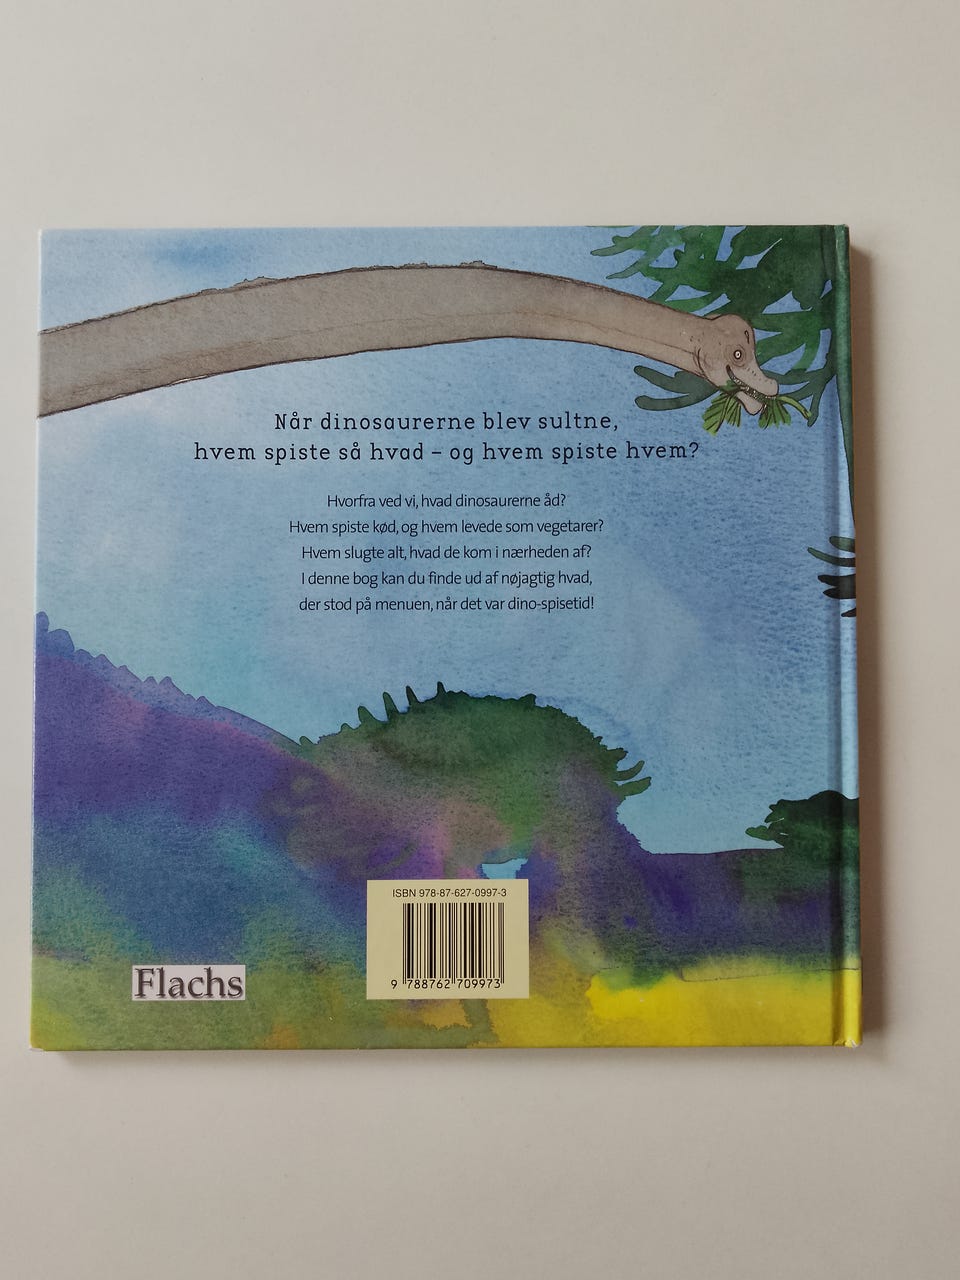 Når dinosaurerne blev sultne,
hvem spiste så hvad – og hvem spiste hvem?
Hvorfra ved vi, hvad dinosaurerne åd?
Hvem spiste kød, og hvem levede som vegetarer?
Hvem slugte alt, hvad de kom i nærheden af?
I denne bog kan du finde ud af nøjagtig hvad,
der stod på menuen, når det var dino-spisetid!
ISBN 978-87-627-0997-3
9 788762 709973
Flachs